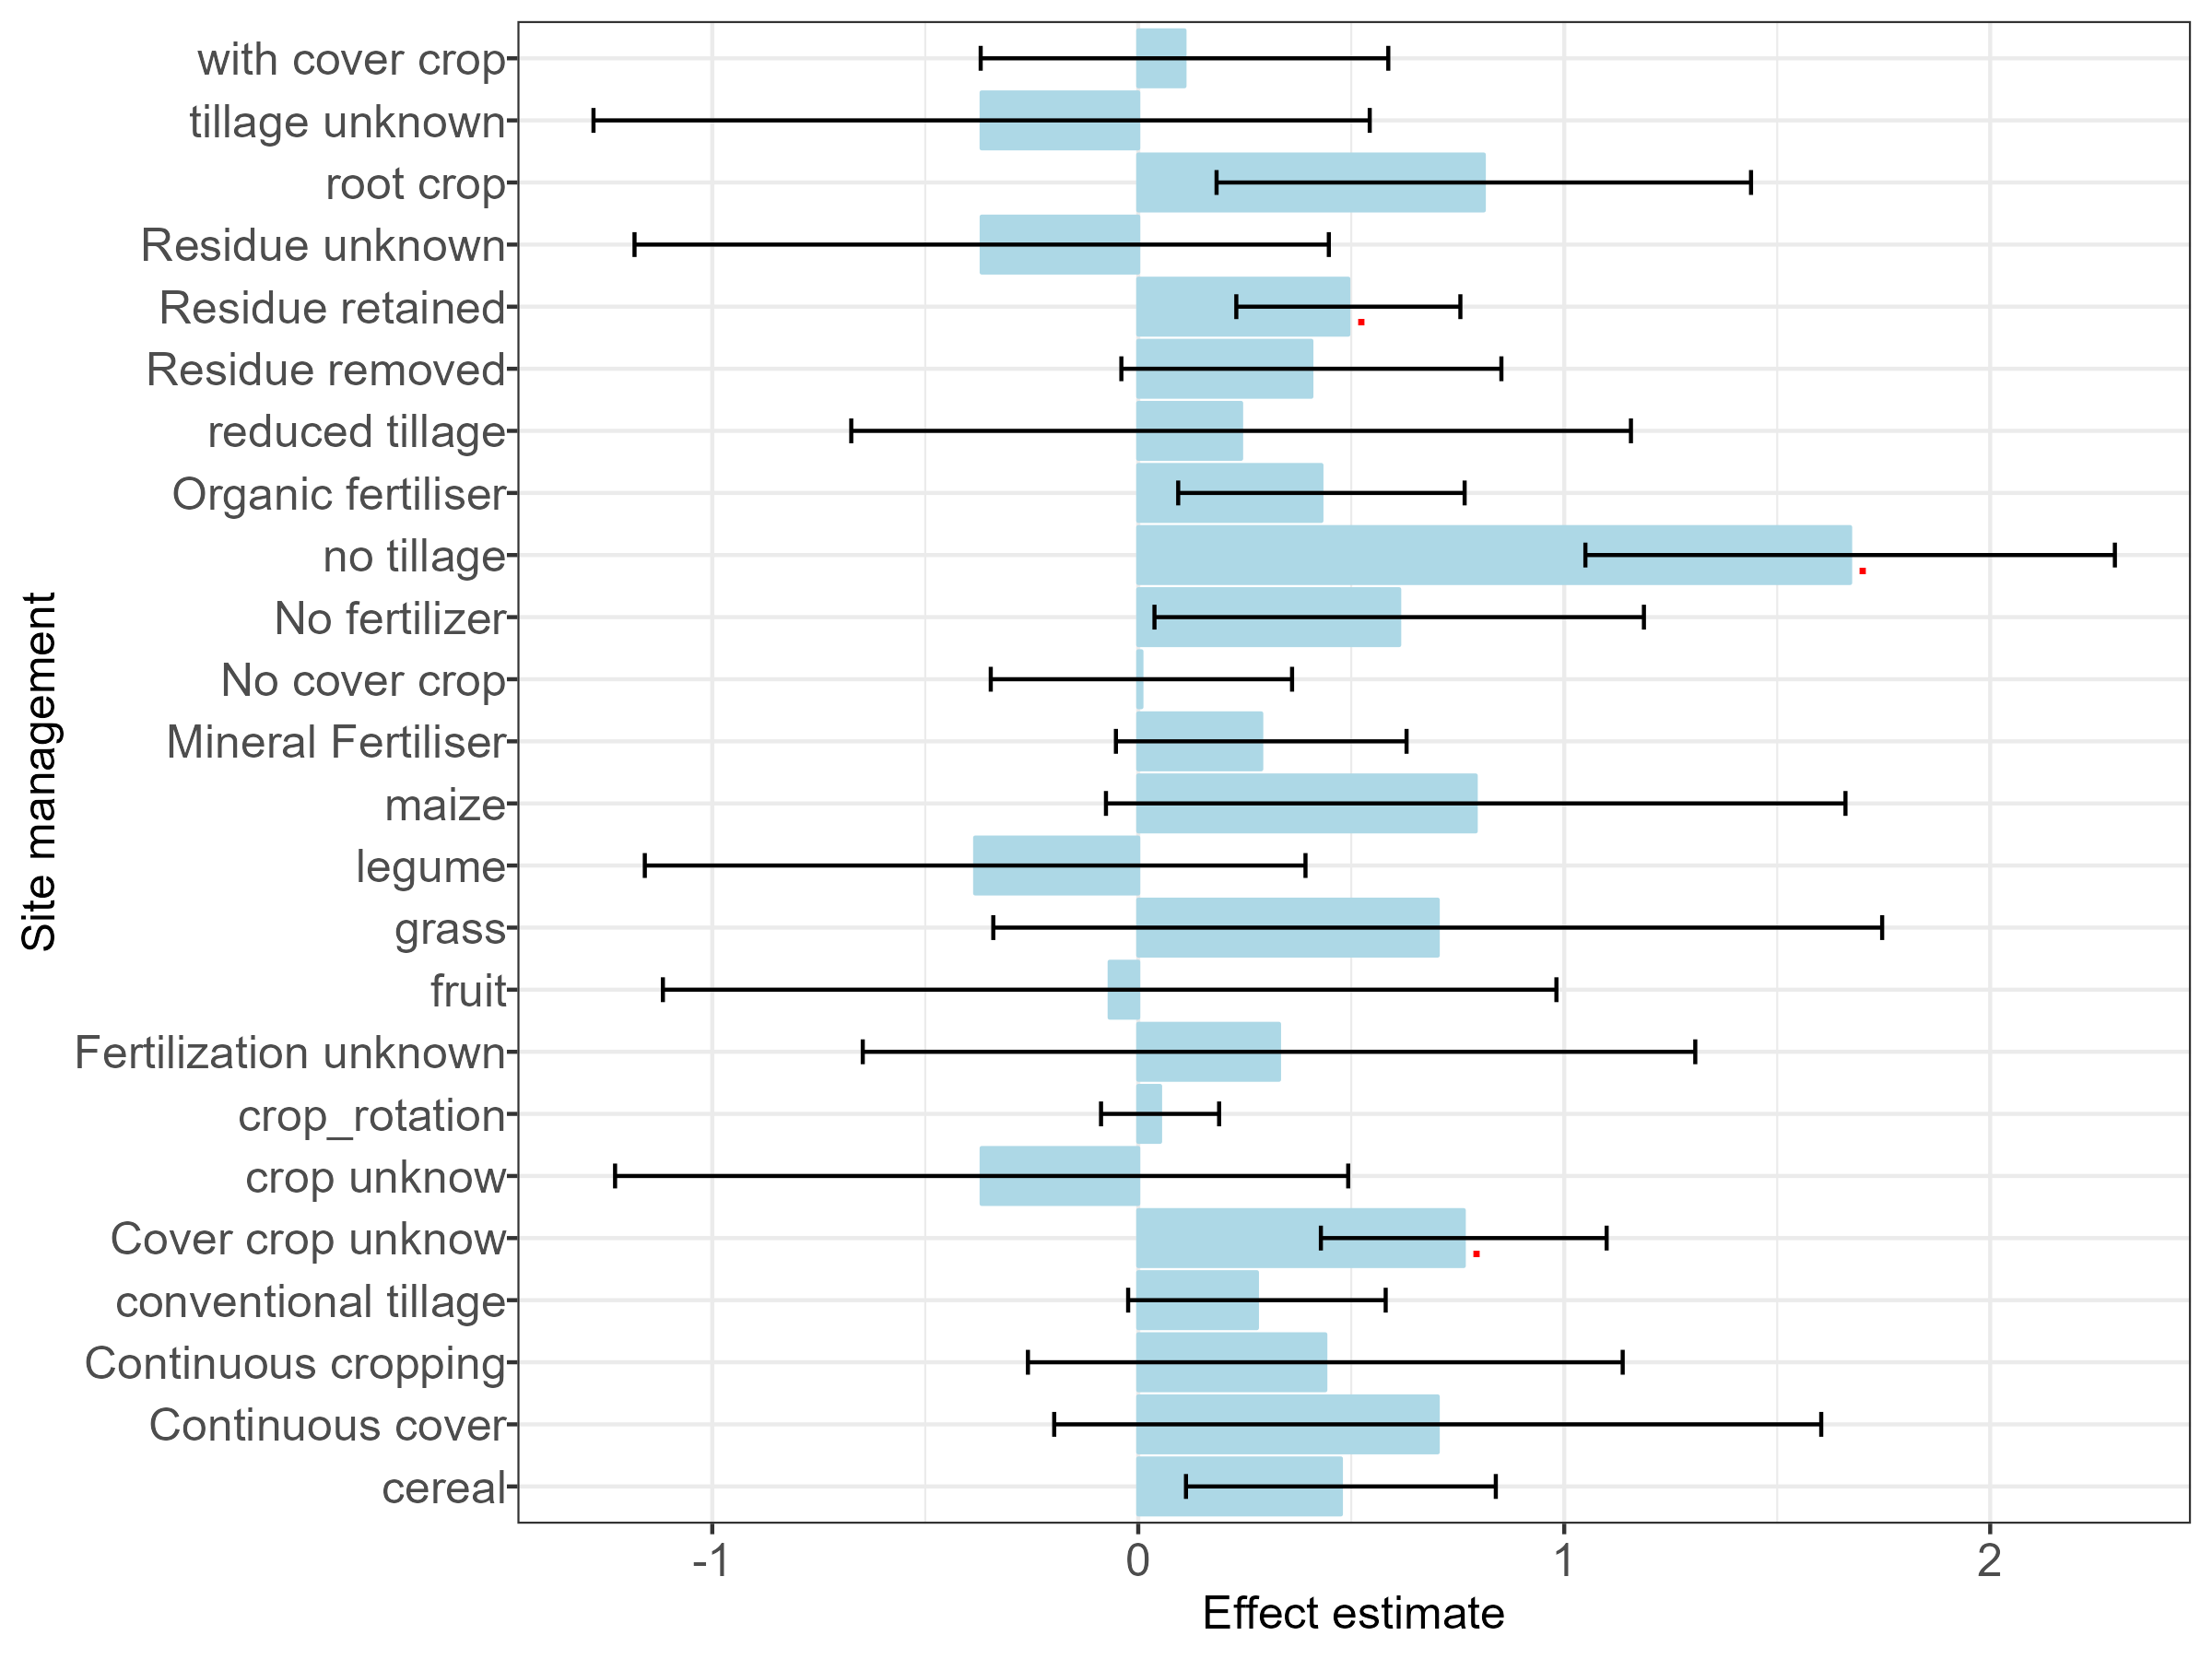 with cover crop
tillage unknown
root crop
Residue unknown
Residue retained
Residue removed
reduced tillage
Organic fertiliser
no tillage
No fertilizer
No cover crop
Mineral Fertiliser
maize
legume
grass
fruit
Fertilization unknown
crop_rotation
crop unknow
Cover crop unknow
conventional tillage
Continuous cropping
Continuous cover
cereal
Site management
-1 0 1 2
Effect estimate